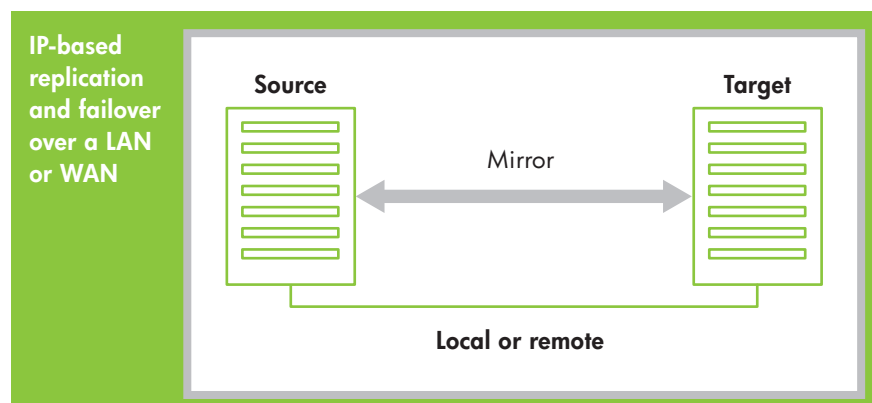 IP-based
replication
and failover
over a LAN
or WAN
Source
Target
Mirror
Local or remote